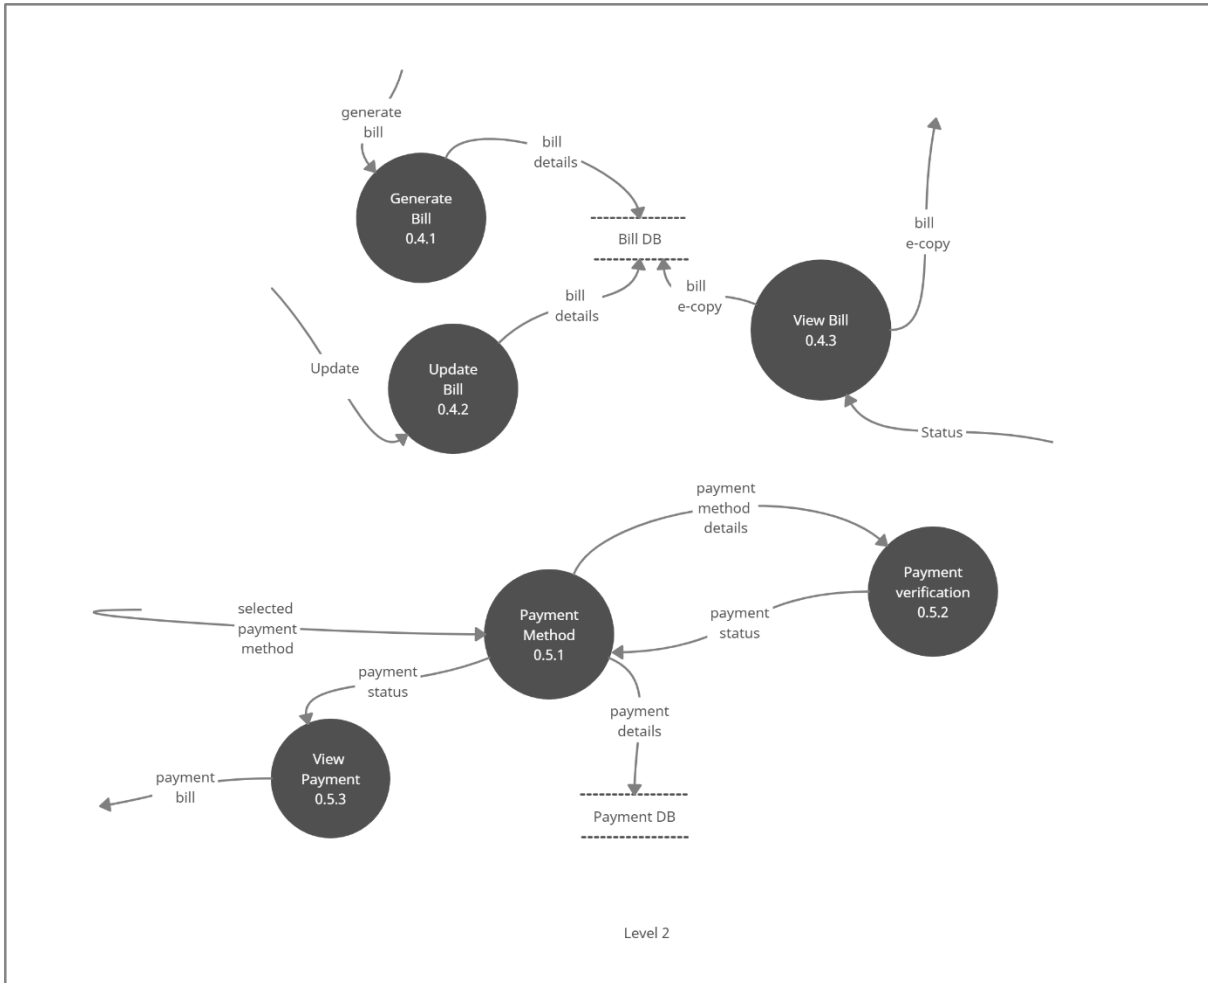 generate
bill
bill
details
Generate
Bill
0.4.1
Bill DB
bill
e-copy
bill
details
bill
e-copy
View Bill
0.4.3
Update
Update
Bill
0.4.2
Status
payment
method
details
Payment
verification
0.5.2
selected
payment
method
Payment
Method
0.5.1
payment
status
payment
status
payment
details
View
Payment
0.5.3
payment
bill
Payment DB
Level 2